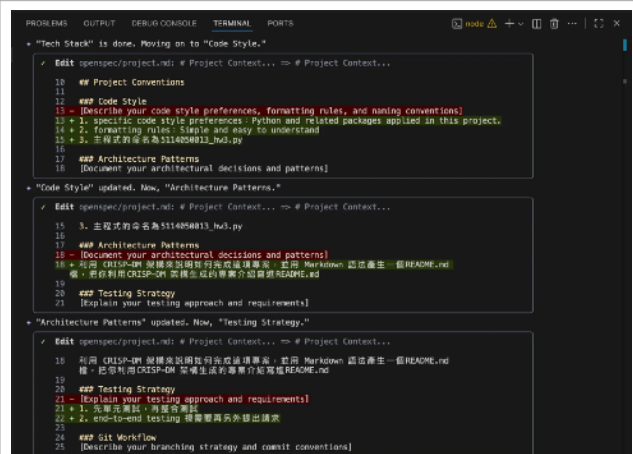 PROBLEMS OUTPUT DEBUG CONSOLE TERMINAL PORTS node
+ "Tech Stack" is done. Moving on to "Code Style."
✓ Edit openspec/project.md: # Project Context... => # Project Context...
10 ## Project Conventions
11
12 ### Code Style
13 - [Describe your code style preferences, formatting rules, and naming conventions]
13 + 1. specific code style preferences：Python and related packages applied in this project.
14 + 2. formatting rules：Simple and easy to understand
15 + 3. 主程式的命名為5114050013_hw3.py
16
17 ### Architecture Patterns
18 [Document your architectural decisions and patterns]
+ "Code Style" updated. Now, "Architecture Patterns."
✓ Edit openspec/project.md: # Project Context... => # Project Context...
15 3. 主程式的命名為5114050013_hw3.py
16
17 ### Architecture Patterns
18 - [Document your architectural decisions and patterns]
18 + 利用 CRISP-DM 架構來說明如何完成這項專案，並用 Markdown 語法產生一個README.md
檔，把你利用CRISP-DM 架構生成的專案介紹寫進README.md
19
20 ### Testing Strategy
21 [Explain your testing approach and requirements]
+ "Architecture Patterns" updated. Now, "Testing Strategy."
✓ Edit openspec/project.md: # Project Context... => # Project Context...
18 利用 CRISP-DM 架構來說明如何完成這項專案，並用 Markdown 語法產生一個README.md
檔，把你利用CRISP-DM 架構生成的專案介紹寫進README.md
19
20 ### Testing Strategy
21 - [Explain your testing approach and requirements]
21 + 1. 先單元測試，再整合測試
22 + 2. end-to-end testing 視需要再另外提出請求
23
24 ### Git Workflow
25 [Describe your branching strategy and commit conventions]